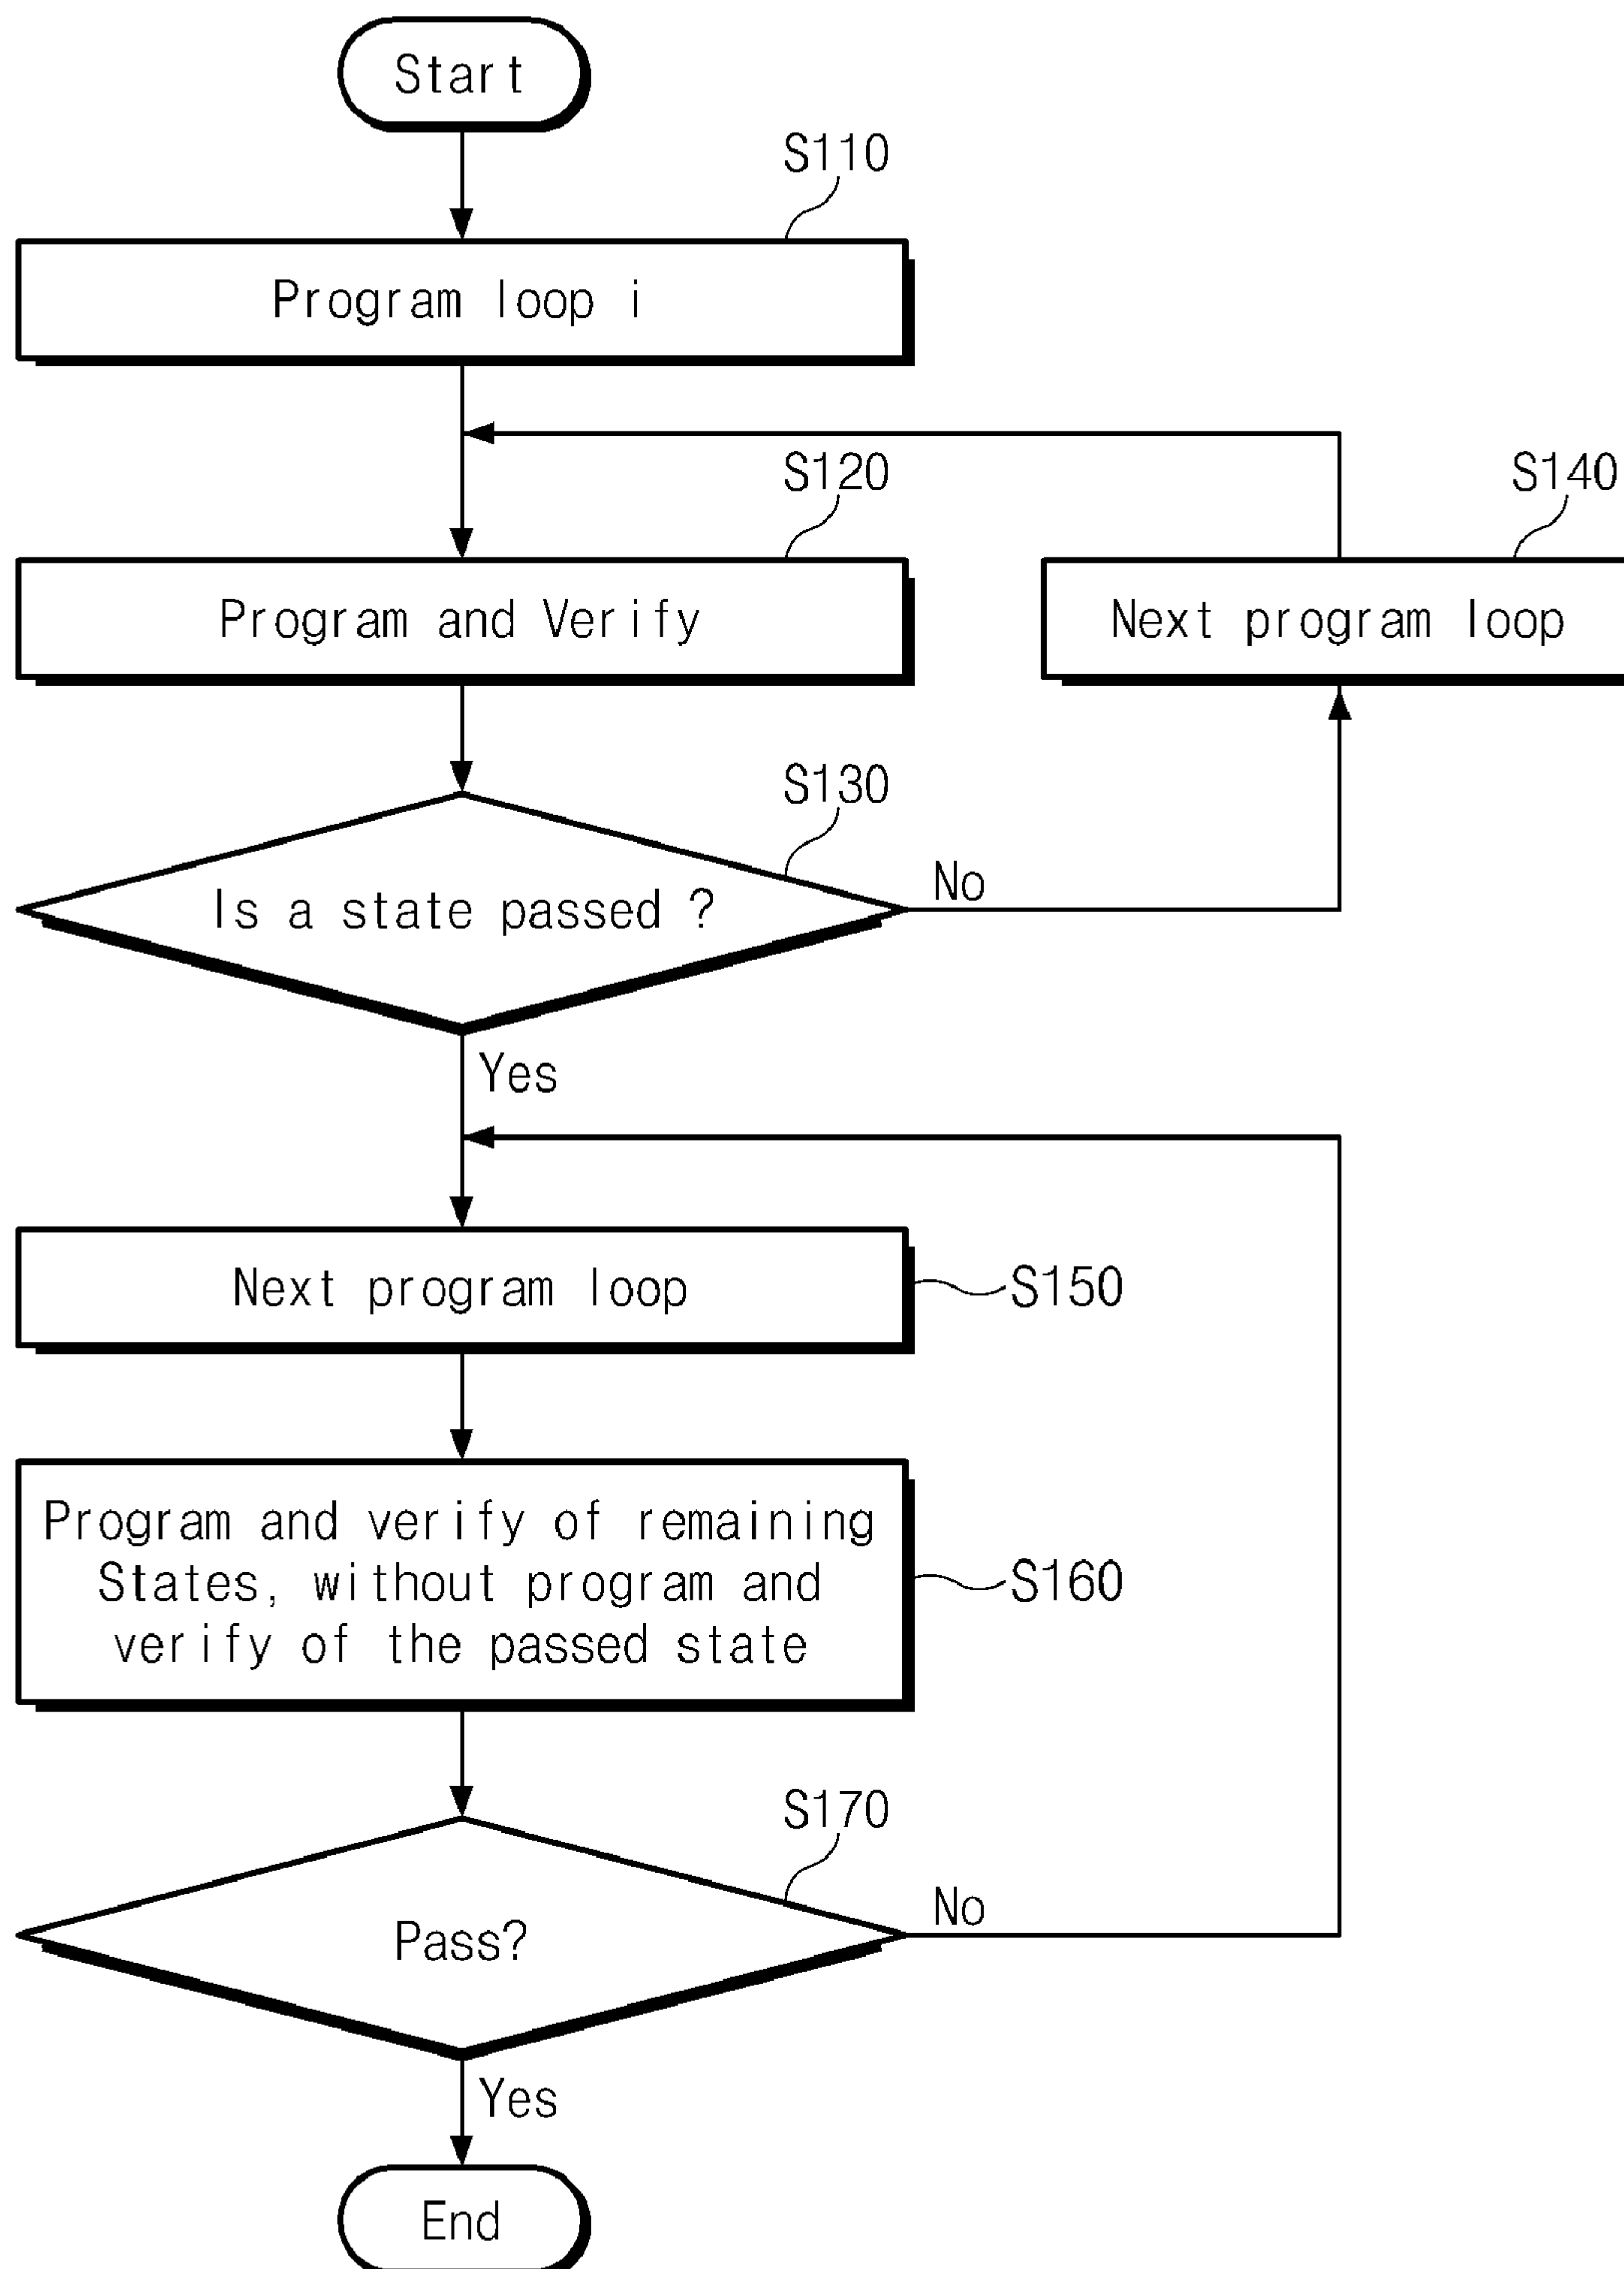 Start
S110
Program loop i
S120
S140
Program and Verify
Next program loop
S130
No
Is a state passed ?
Yes
Next program loop
S150
Program and verify of remaining
States, without program and
S160
verify of the passed state
S170
No
Pass?
Yes
End